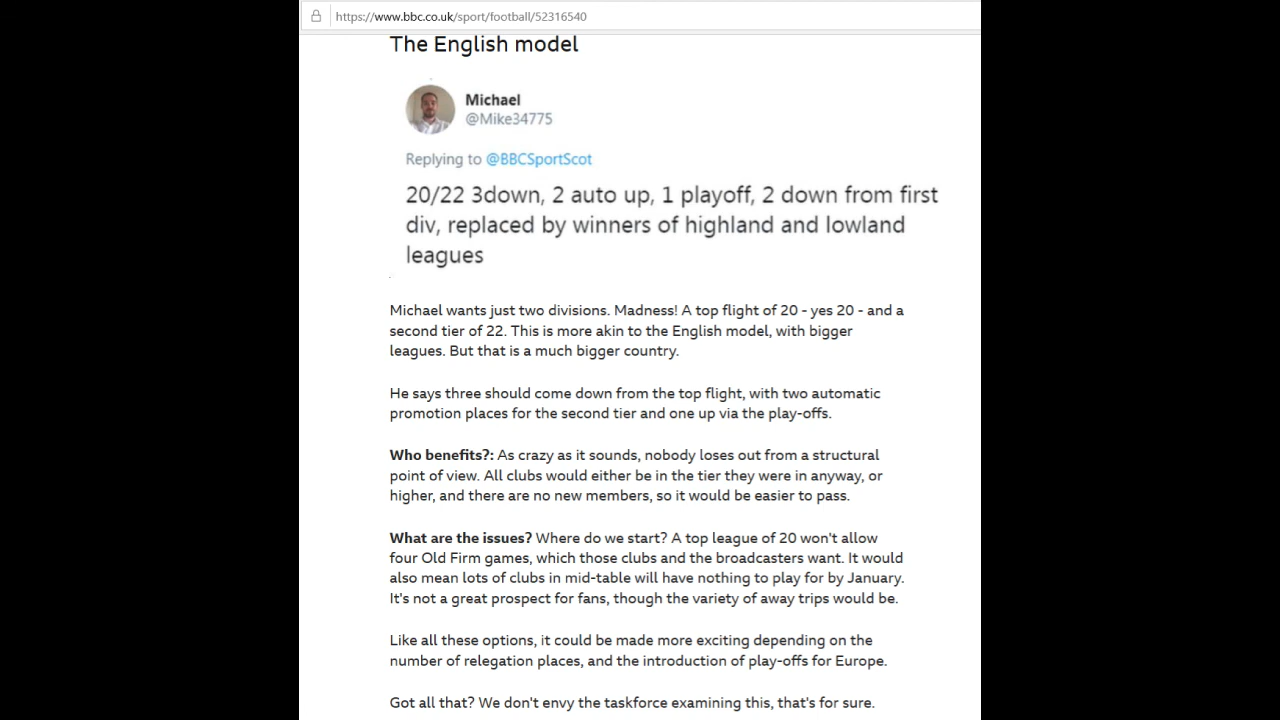 https://www.bbc.co.uk/sport/football/52316540
The English model
Michael
@Mike34775
Replying to @BBCSportScot
20/22 3down, 2 auto up, 1 playoff, 2 down from first
div, replaced by winners of highland and lowland
leagues
Michael wants just two divisions. Madness! A top flight of 20 - yes 20 - and a
second tier of 22. This is more akin to the English model, with bigger
leagues. But that is a much bigger country.
He says three should come down from the top flight, with two automatic
promotion places for the second tier and one up via the play-offs.
Who benefits?: As crazy as it sounds, nobody loses out from a structural
point of view. All clubs would either be in the tier they were in anyway, or
higher, and there are no new members, so it would be easier to pass.
What are the issues? Where do we start? A top league of 20 won't allow
four Old Firm games, which those clubs and the broadcasters want. It would
also mean lots of clubs in mid-table will have nothing to play for by January.
It's not a great prospect for fans, though the variety of away trips would be.
Like all these options, it could be made more exciting depending on the
number of relegation places, and the introduction of play-offs for Europe.
Got all that? We don't envy the taskforce examining this, that's for sure.